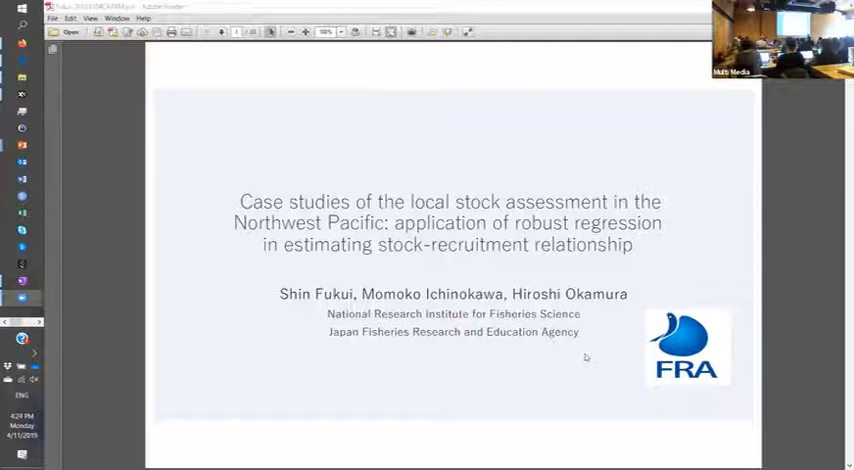 File Edit View Window Help
Open
100%
Multi Media
Case studies of the local stock assessment in the
Northwest Pacific: application of robust regression
in estimating stock-recruitment relationship
Shin Fukui, Momoko Ichinokawa, Hiroshi Okamura
National Research Institute for Fisheries Science
Japan Fisheries Research and Education Agency
FRA
ENG
4:24 PM
Monday
4/11/2019